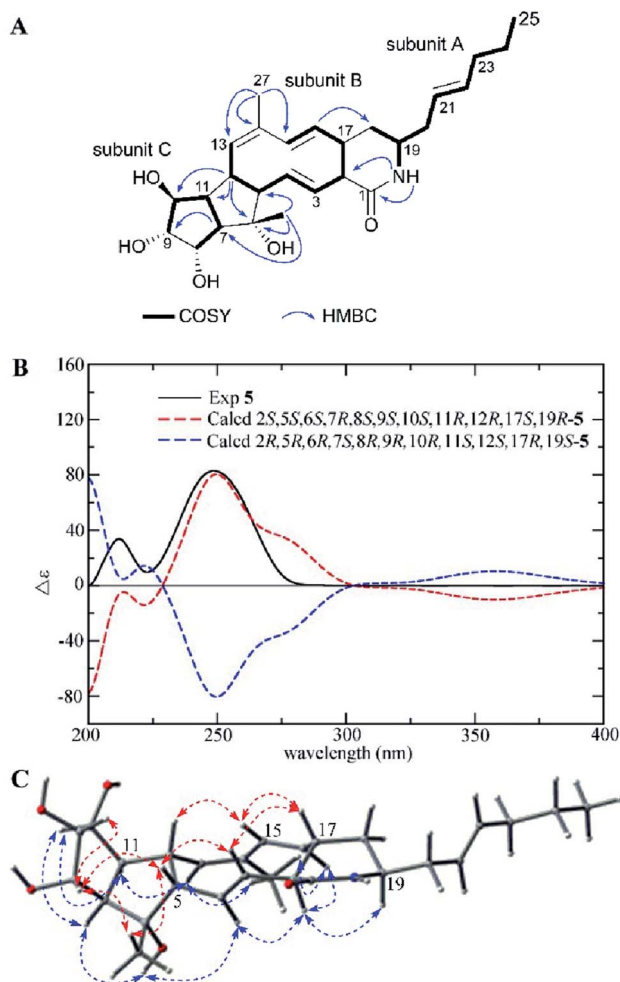 A
25
subunit A
23
27
subunit B
21
13
17
19
subunit C
NH
HO
11
3
1
O
HO
9
7
OH
OH
COSY
HMBC
B
160
120
80
40
0
-40
-80
Δε
Exp 5
Calcd 2S,5S,6S,7R,8S,9S,10S,11R,12R,17S,19R-5
Calcd 2R,5R,6R,7S,8R,9R,10R,11S,12S,17R,19S-5
200 250 300 350 400
wavelength (nm)
C
15
17
11
5
19